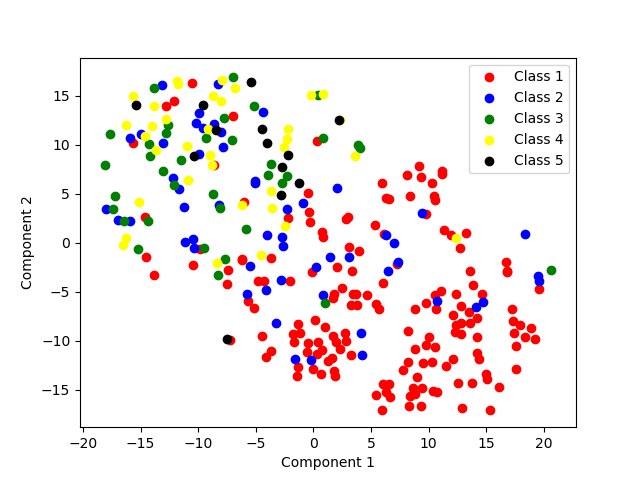 Class 1
Class 2
Class 3
Class 4
Class 5
15
10
5
0
−5
−10
−15
Component 2
−20 −15 −10 −5 0 5 10 15 20
Component 1